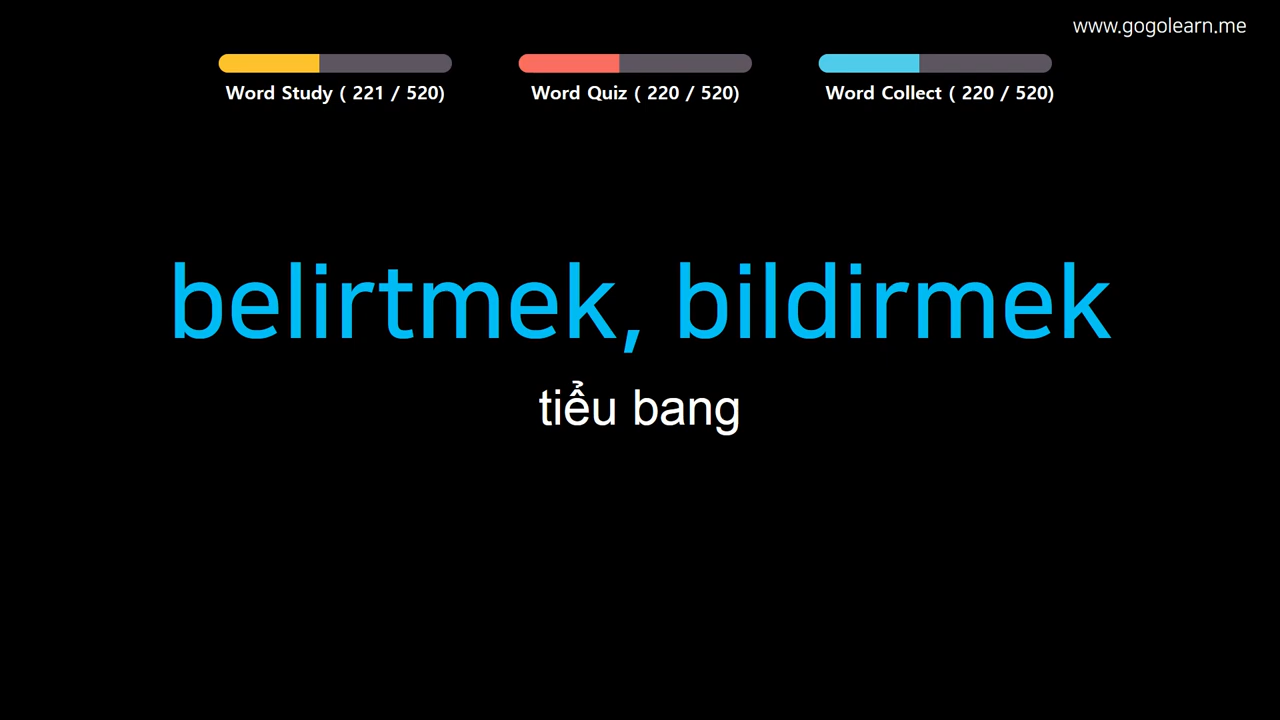 www.gogolearn.me
Word Study ( 221 / 520)
Word Quiz ( 220 / 520)
Word Collect ( 220 / 520)
belirtmek, bildirmek
tiểu bang